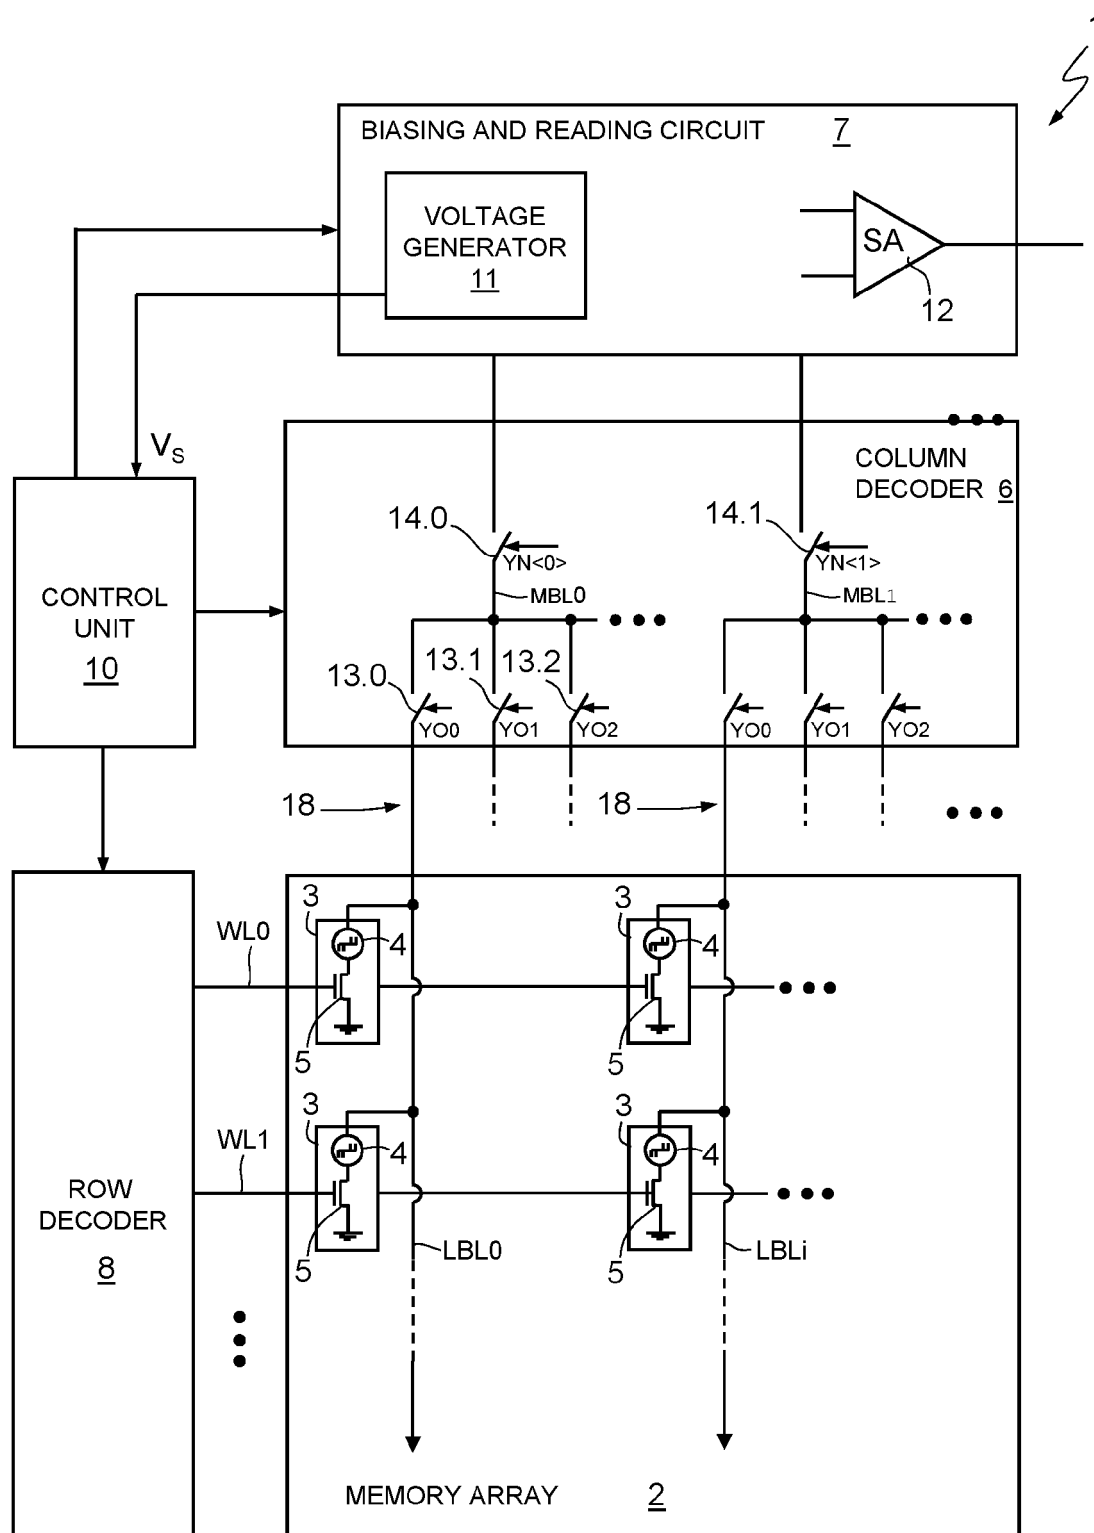 1
BIASING AND READING CIRCUIT 7
VOLTAGE
GENERATOR
11
SA
12
VS
COLUMN
DECODER 6
14.0
14.1
YN<0>
YN<1>
CONTROL
UNIT
10
MBL0
MBL1
13.0
13.1
13.2
YO0
YO1
YO2
YO0
YO1
YO2
18
18
3
4
3
4
WL0
5
5
3
4
3
4
WL1
5
5
ROW
DECODER
8
LBL0
LBLi
MEMORY ARRAY 2